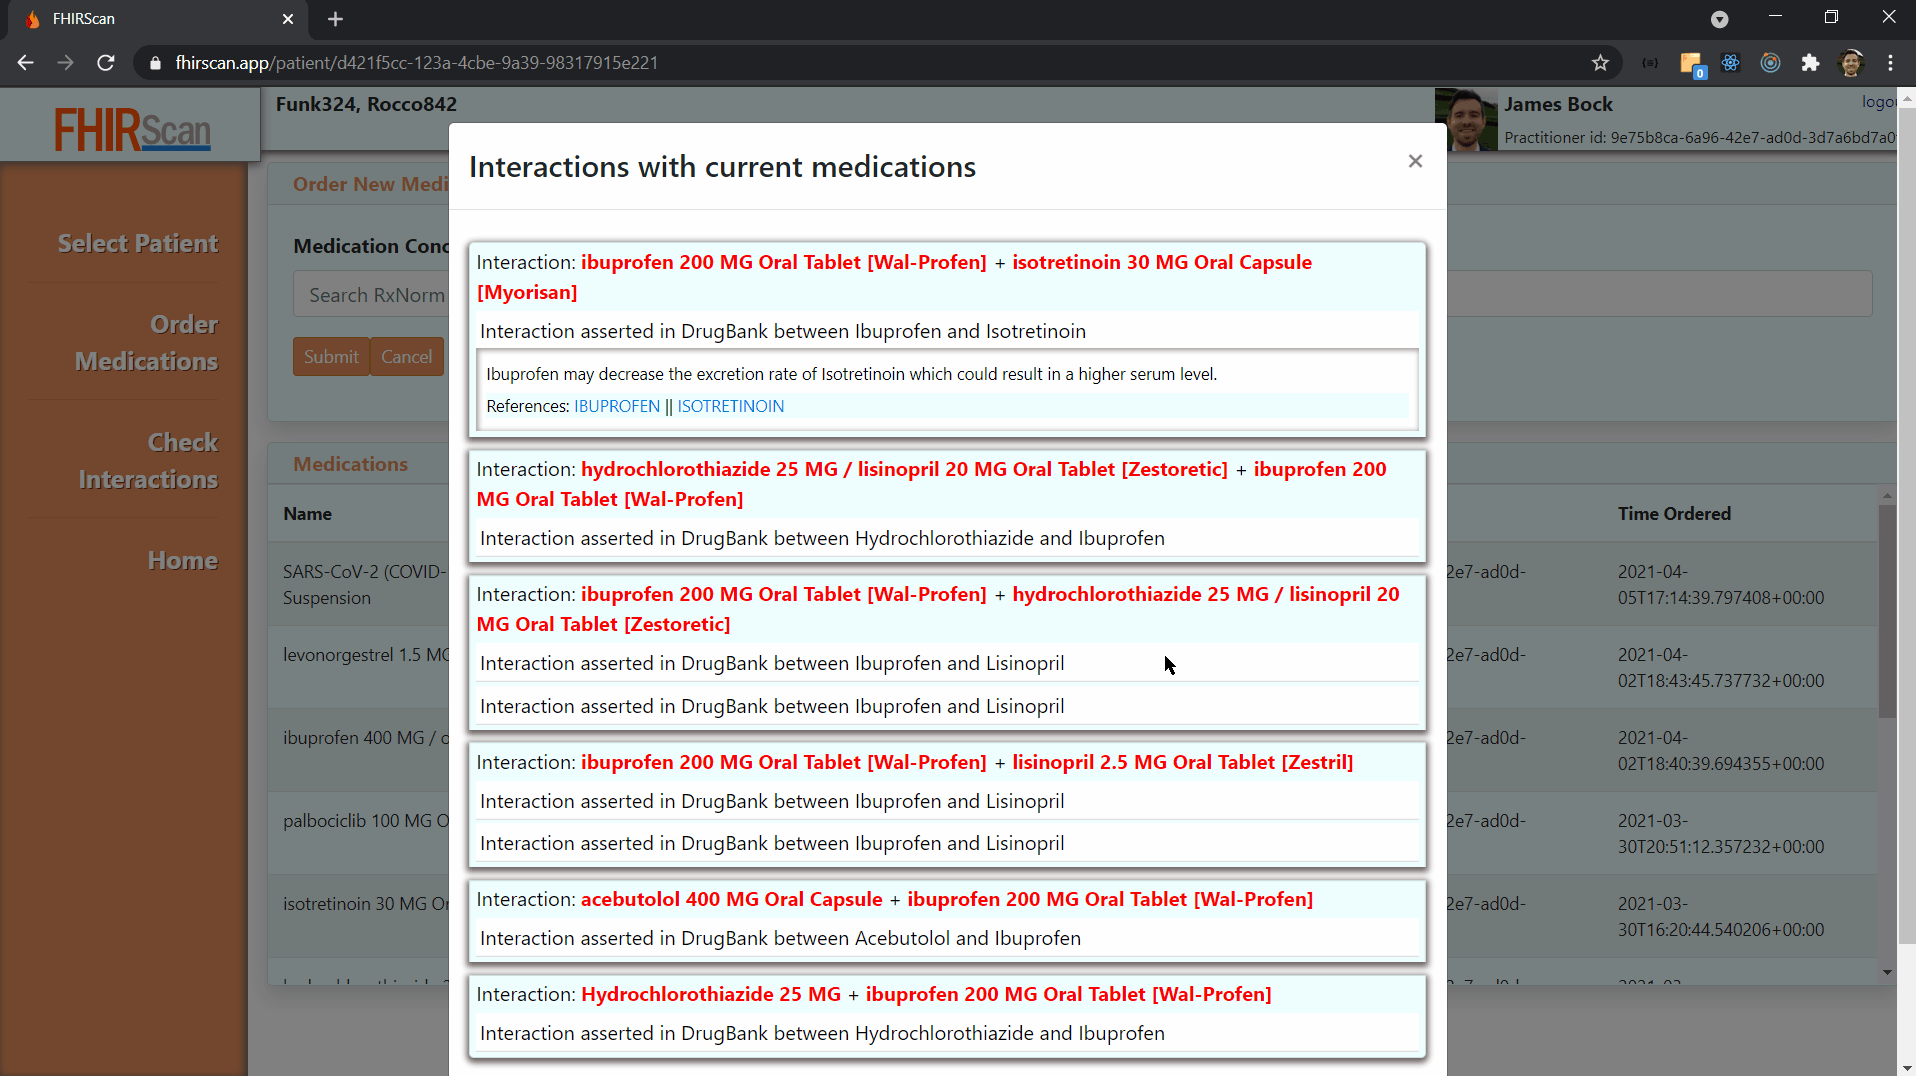 FHIRScan
fhirscan.app/patient/d421f5cc-123a-4cbe-9a39-98317915e221
0
FHIRScan
Funk324, Rocco842
James Bock
Practitioner id: 9e75b8ca-6a96-42e7-ad0d-3d7a6bd7a0
Select Patient
Order
Medications
Check
Interactions
Home
Order New Medi
Medication Conc
Search RxNorm
Submit Cancel
Interactions with current medications
×
Interaction: ibuprofen 200 MG Oral Tablet [Wal-Profen] + isotretinoin 30 MG Oral Capsule
[Myorisan]
Interaction asserted in DrugBank between Ibuprofen and Isotretinoin
Ibuprofen may decrease the excretion rate of Isotretinoin which could result in a higher serum level.
References: IBUPROFEN || ISOTRETINOIN
Interaction: hydrochlorothiazide 25 MG / lisinopril 20 MG Oral Tablet [Zestoretic] + ibuprofen 200
MG Oral Tablet [Wal-Profen]
Interaction asserted in DrugBank between Hydrochlorothiazide and Ibuprofen
Interaction: ibuprofen 200 MG Oral Tablet [Wal-Profen] + hydrochlorothiazide 25 MG / lisinopril 20
MG Oral Tablet [Zestoretic]
Interaction asserted in DrugBank between Ibuprofen and Lisinopril
Interaction asserted in DrugBank between Ibuprofen and Lisinopril
Interaction: ibuprofen 200 MG Oral Tablet [Wal-Profen] + lisinopril 2.5 MG Oral Tablet [Zestril]
Interaction asserted in DrugBank between Ibuprofen and Lisinopril
Interaction asserted in DrugBank between Ibuprofen and Lisinopril
Interaction: acebutolol 400 MG Oral Capsule + ibuprofen 200 MG Oral Tablet [Wal-Profen]
Interaction asserted in DrugBank between Acebutolol and Ibuprofen
Interaction: Hydrochlorothiazide 25 MG + ibuprofen 200 MG Oral Tablet [Wal-Profen]
Interaction asserted in DrugBank between Hydrochlorothiazide and Ibuprofen
Medications
Name
Time Ordered
SARS-CoV-2 (COVID-
Suspension
2e7-ad0d-
2021-04-
05T17:14:39.797408+00:00
levonorgestrel 1.5 MG
2e7-ad0d-
2021-04-
02T18:43:45.737732+00:00
ibuprofen 400 MG /
2e7-ad0d-
2021-04-
02T18:40:39.694355+00:00
palbociclib 100 MG O
2e7-ad0d-
2021-03-
30T20:51:12.357232+00:00
isotretinoin 30 MG Or
2e7-ad0d-
2021-03-
30T16:20:44.540206+00:00